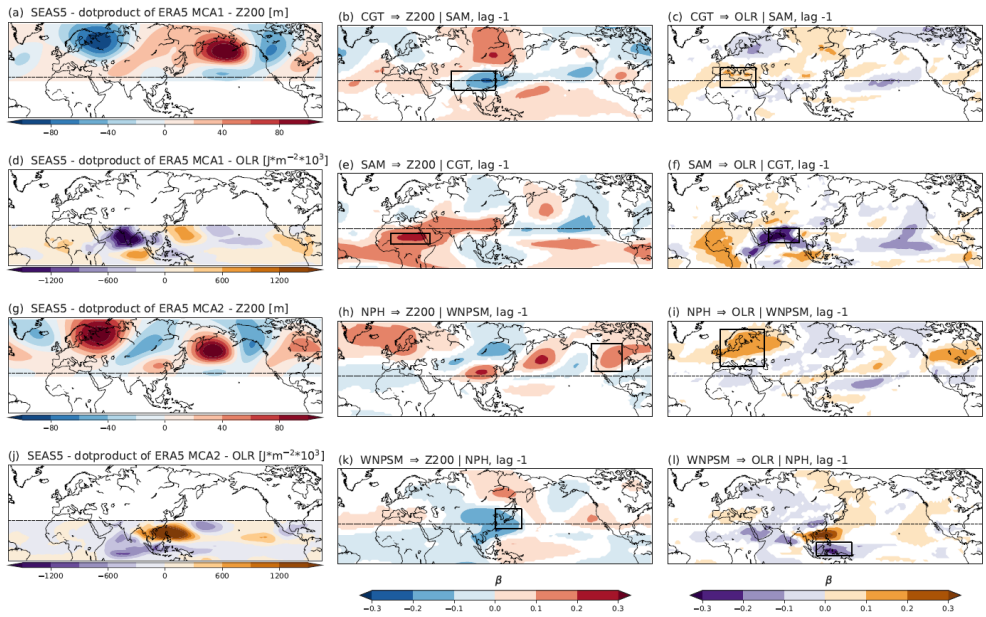 (a) SEAS5 - dotproduct of ERA5 MCA1 - Z200 [m]
(b) CGT ⇒ Z200 | SAM, lag -1
(c) CGT ⇒ OLR | SAM, lag -1
−80 −40 0 40 80
(d) SEAS5 - dotproduct of ERA5 MCA1 - OLR [J*m−2*10^3]
(e) SAM ⇒ Z200 | CGT, lag -1
(f) SAM ⇒ OLR | CGT, lag -1
−1200 −600 0 600 1200
(g) SEAS5 - dotproduct of ERA5 MCA2 - Z200 [m]
(h) NPH ⇒ Z200 | WNPSM, lag -1
(i) NPH ⇒ OLR | WNPSM, lag -1
−80 −40 0 40 80
(j) SEAS5 - dotproduct of ERA5 MCA2 - OLR [J*m−2*10^3]
(k) WNPSM ⇒ Z200 | NPH, lag -1
(l) WNPSM ⇒ OLR | NPH, lag -1
−1200 −600 0 600 1200
β
−0.3 −0.2 −0.1 0.0 0.1 0.2 0.3
β
−0.3 −0.2 −0.1 0.0 0.1 0.2 0.3